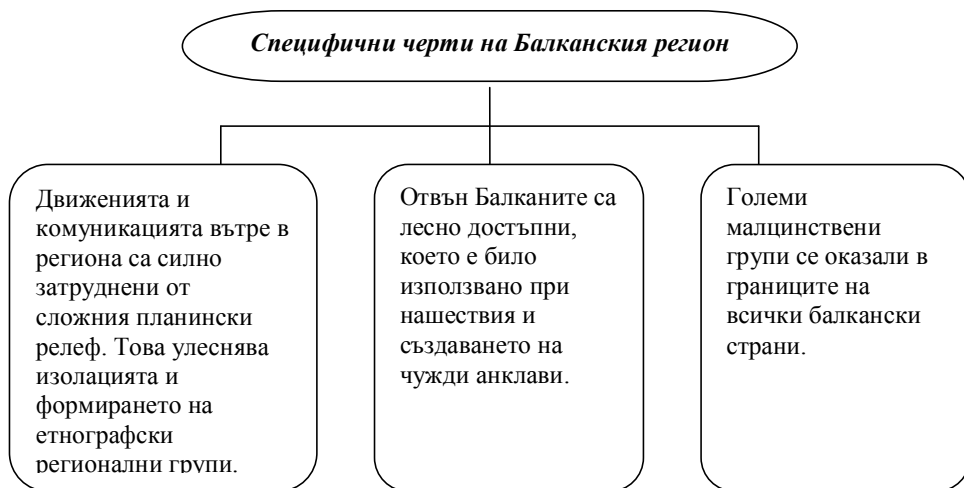 Специфични черти на Балканския регион
Движенията и
комуникацията вътре в
региона са силно
затруднени от
сложния планински
релеф. Това улеснява
изолацията и
формирането на
етнографски
регионални групи.
Отвън Балканите са
лесно достъпни,
което е било
използвано при
нашествия и
създаването на
чужди анклави.
Големи
малцинствени
групи се оказали в
границите на
всички балкански
страни.